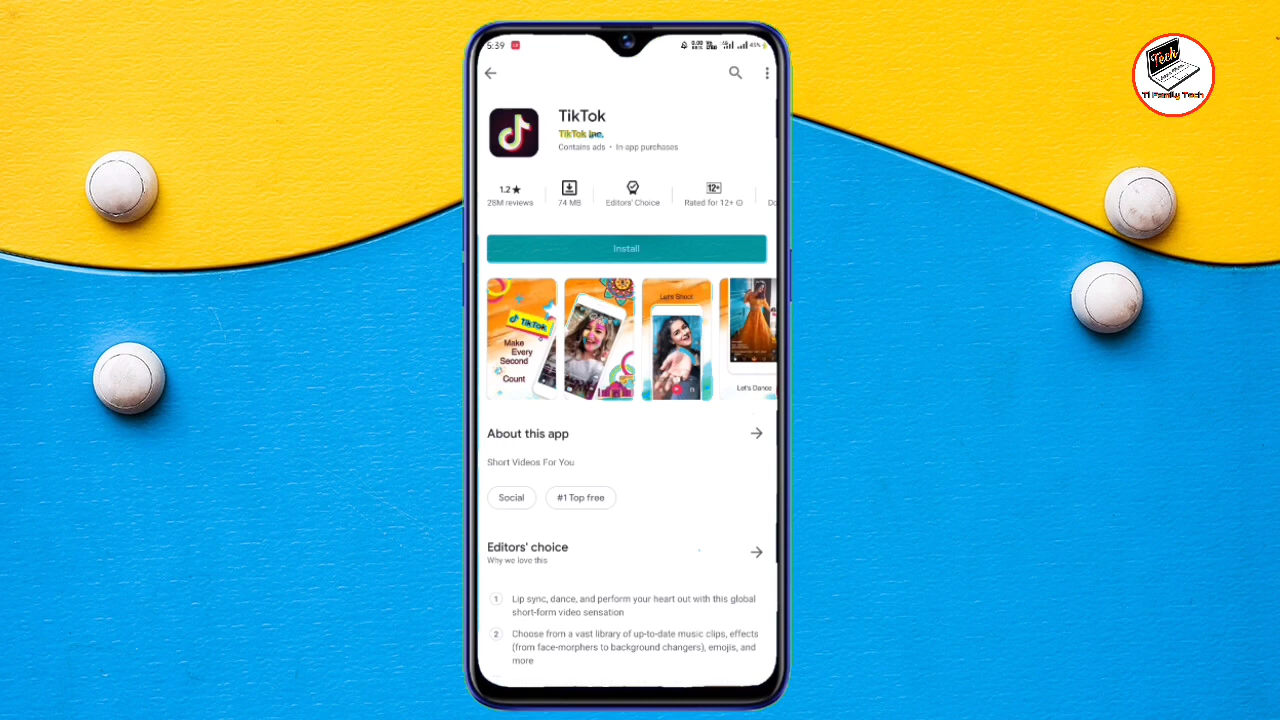 Tech
Ti Family Tech
5:39
45%
TikTok
TikTok Inc.
Contains ads • In-app purchases
1.2★
28M reviews
74 MB
Editors' Choice
12+
Rated for 12+
Do
Install
TikTok
Make
Every
Second
Count
Let's Shoot
Let's Dance
About this app
Short Videos For You
Social
#1 Top free
Editors' choice
Why we love this
1 Lip sync, dance, and perform your heart out with this global
short-form video sensation
2 Choose from a vast library of up-to-date music clips, effects
(from face-morphers to background changers), emojis, and
more